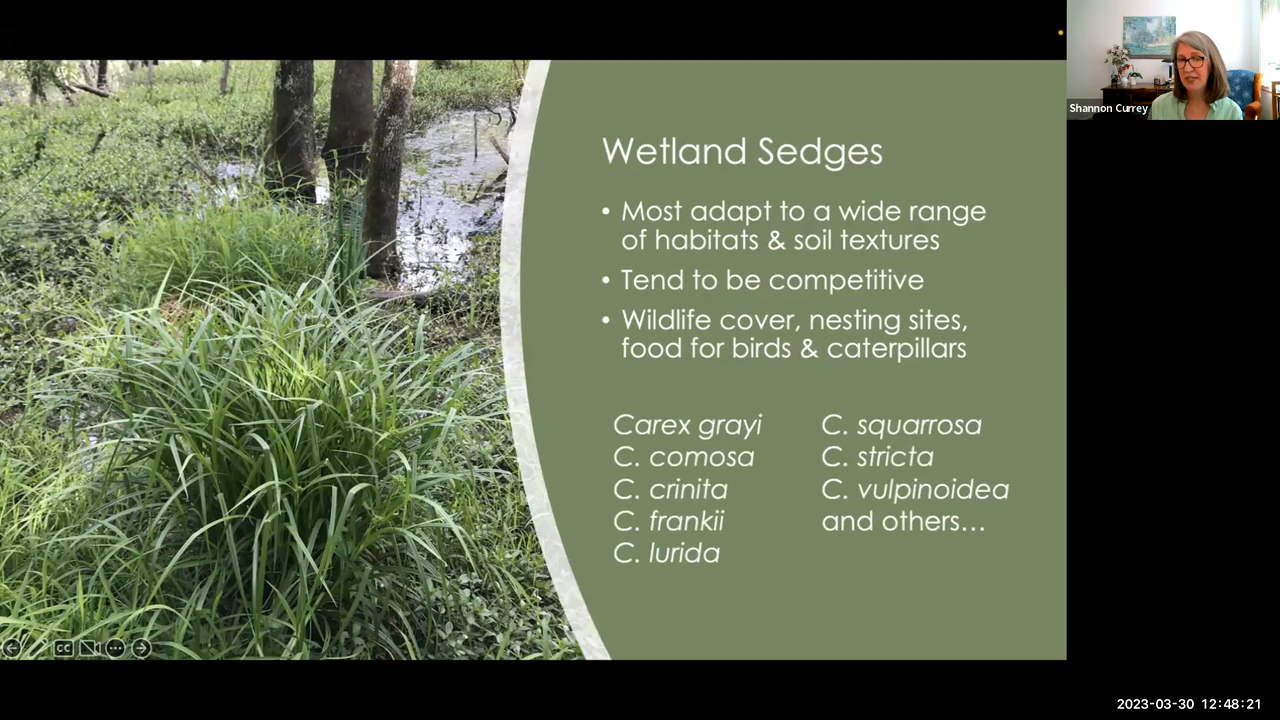 Shannon Currey
Wetland Sedges
• Most adapt to a wide range
of habitats & soil textures
• Tend to be competitive
• Wildlife cover, nesting sites,
food for birds & caterpillars
Carex grayi
C. comosa
C. crinita
C. frankii
C. lurida
C. squarrosa
C. stricta
C. vulpinoidea
and others...
CC
2023-03-30 12:48:21